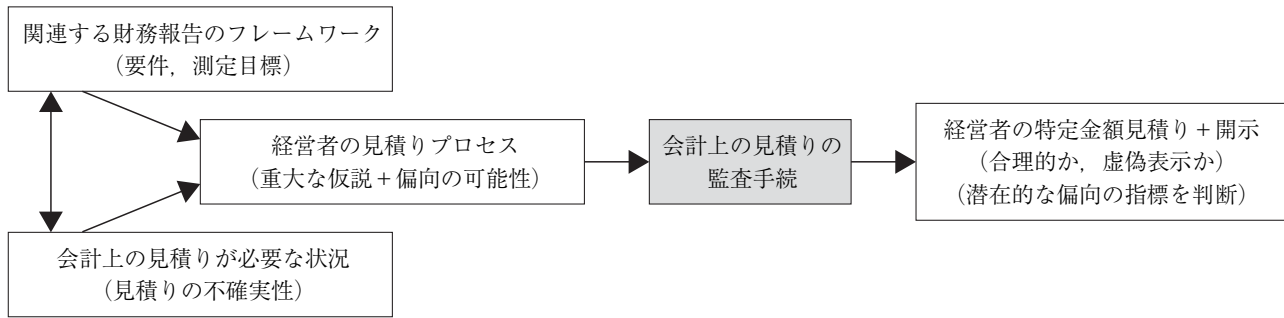 関連する財務報告のフレームワーク
（要件，測定目標）
経営者の見積りプロセス
（重大な仮説＋偏向の可能性）
会計上の見積りの
監査手続
経営者の特定金額見積り＋開示
（合理的か，虚偽表示か）
（潜在的な偏向の指標を判断）
会計上の見積りが必要な状況
（見積りの不確実性）